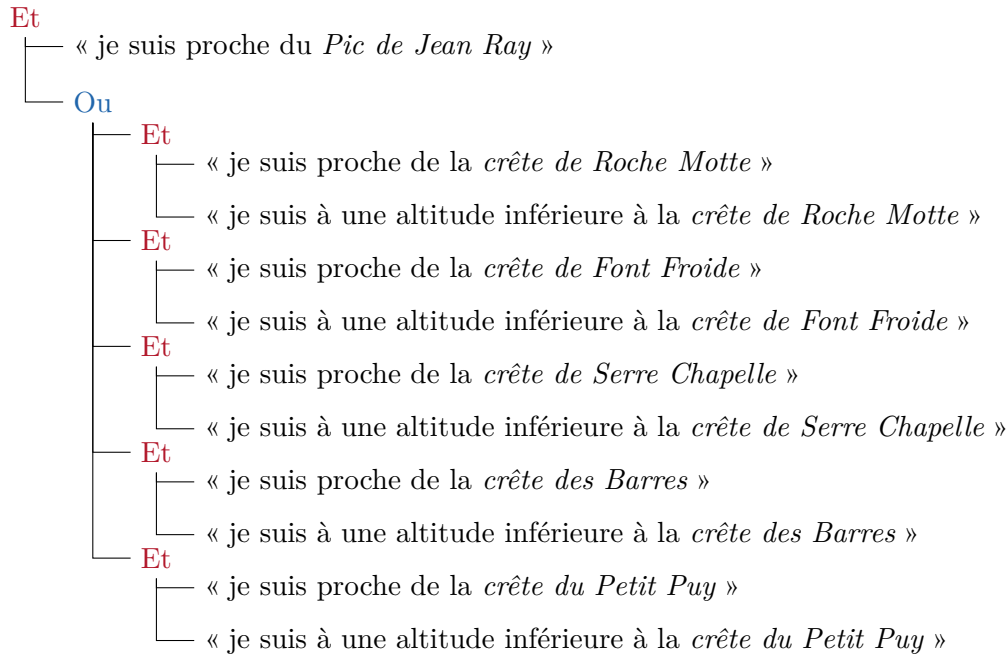 Et
« je suis proche du Pic de Jean Ray »
Ou
Et
« je suis proche de la crête de Roche Motte »
« je suis à une altitude inférieure à la crête de Roche Motte »
Et
« je suis proche de la crête de Font Froide »
« je suis à une altitude inférieure à la crête de Font Froide »
Et
« je suis proche de la crête de Serre Chapelle »
« je suis à une altitude inférieure à la crête de Serre Chapelle »
Et
« je suis proche de la crête des Barres »
« je suis à une altitude inférieure à la crête des Barres »
Et
« je suis proche de la crête du Petit Puy »
« je suis à une altitude inférieure à la crête du Petit Puy »